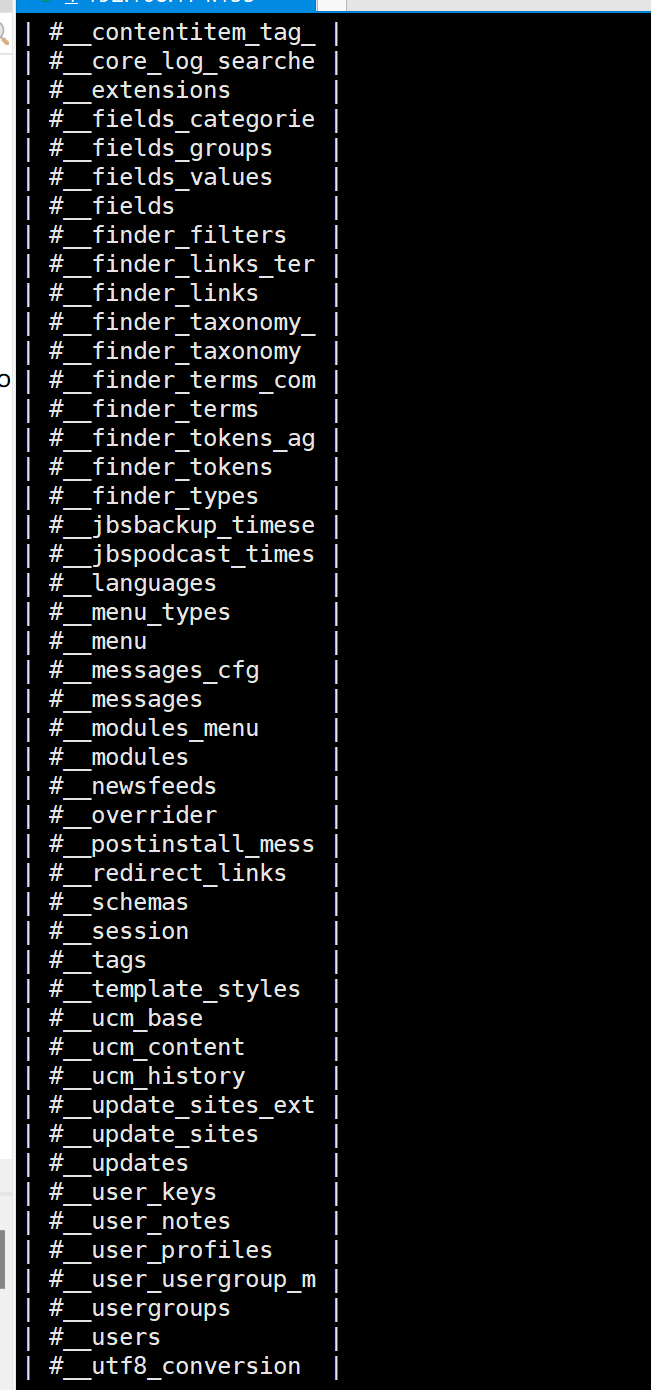 | #__contentitem_tag_ |
| #__core_log_searche |
| #__extensions |
| #__fields_categorie |
| #__fields_groups |
| #__fields_values |
| #__fields |
| #__finder_filters |
| #__finder_links_ter |
| #__finder_links |
| #__finder_taxonomy_ |
| #__finder_taxonomy |
| #__finder_terms_com |
| #__finder_terms |
| #__finder_tokens_ag |
| #__finder_tokens |
| #__finder_types |
| #__jbsbackup_timese |
| #__jbspodcast_times |
| #__languages |
| #__menu_types |
| #__menu |
| #__messages_cfg |
| #__messages |
| #__modules_menu |
| #__modules |
| #__newsfeeds |
| #__overrider |
| #__postinstall_mess |
| #__redirect_links |
| #__schemas |
| #__session |
| #__tags |
| #__template_styles |
| #__ucm_base |
| #__ucm_content |
| #__ucm_history |
| #__update_sites_ext |
| #__update_sites |
| #__updates |
| #__user_keys |
| #__user_notes |
| #__user_profiles |
| #__user_usergroup_m |
| #__usergroups |
| #__users |
| #__utf8_conversion |